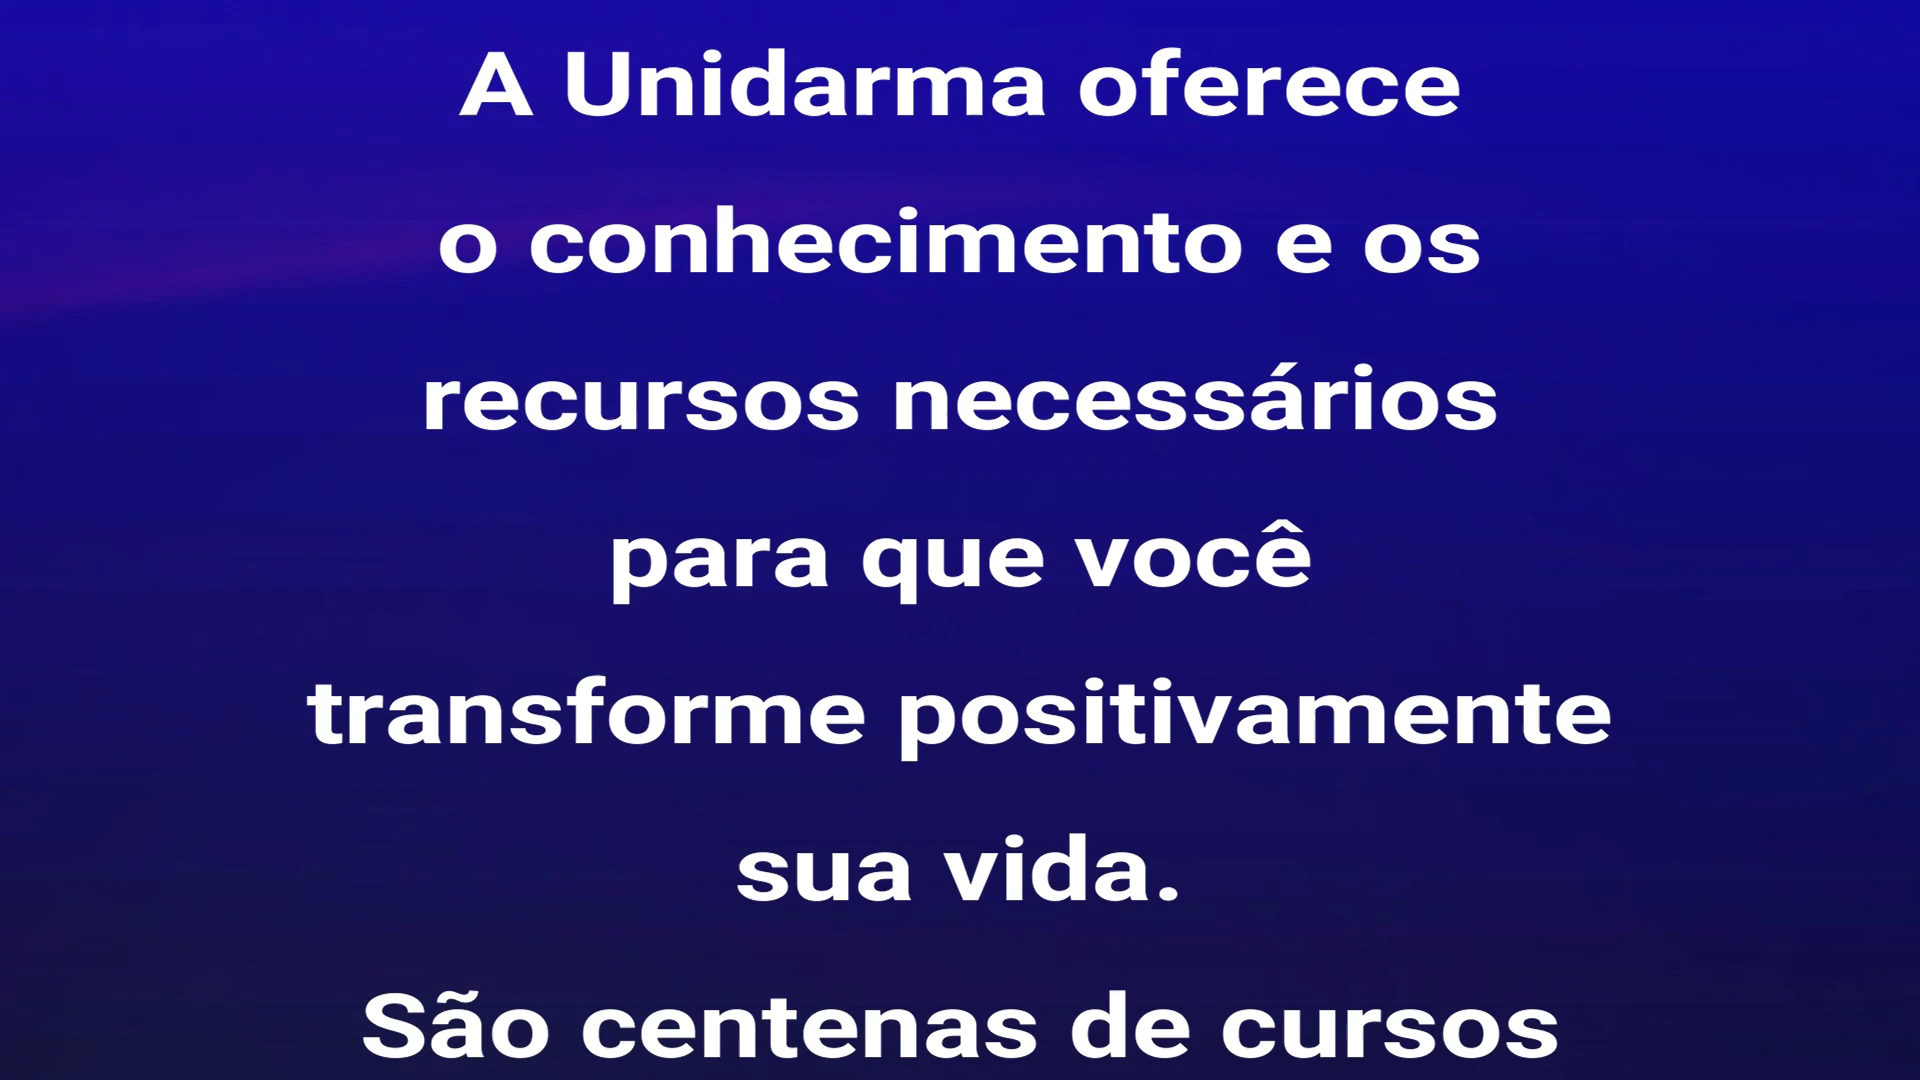 A Unidarma oferece
o conhecimento e os
recursos necessários
para que você
transforme positivamente
sua vida.
São centenas de cursos